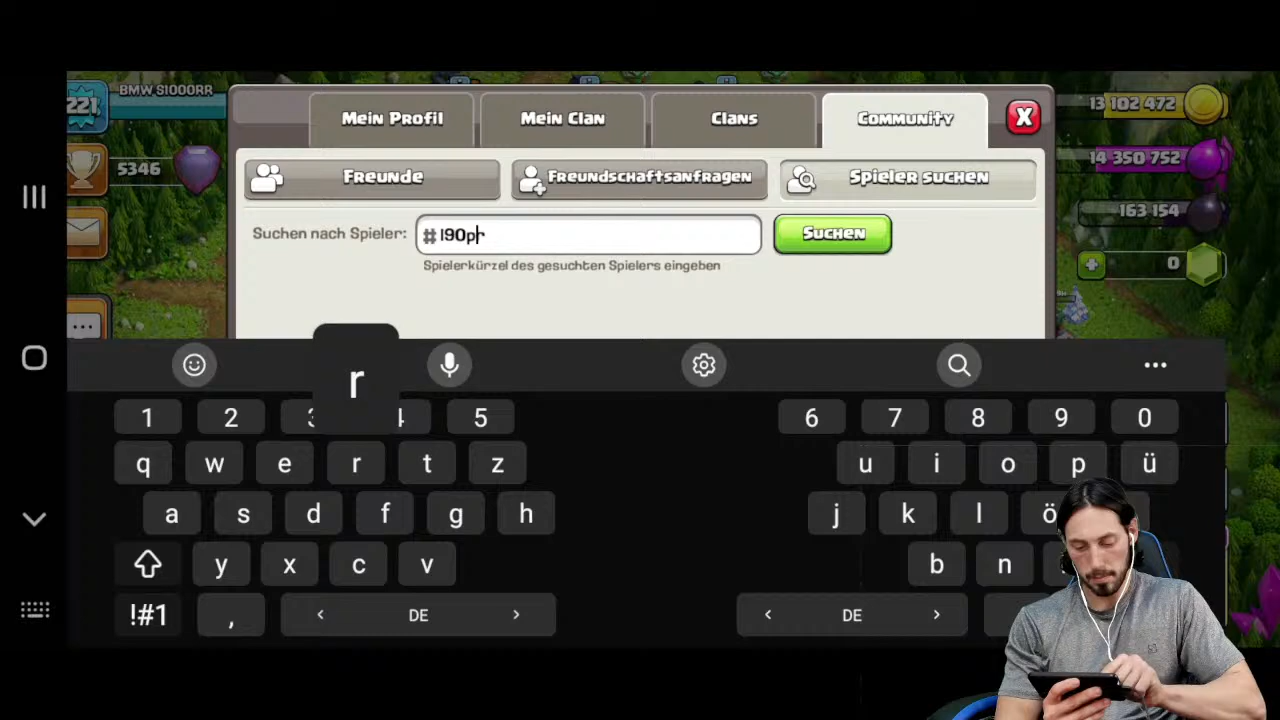 BMW S1000RR
221
5346
Mein Profil
Mein Clan
Clans
Community
X
13 102 472
14 350 752
163 154
0
Freunde
Freundschaftsanfragen
Spieler suchen
Suchen nach Spieler:
# l90pr
Suchen
Spielerkürzel des gesuchten Spielers eingeben
r
1 2 3 4 5 6 7 8 9 0
q w e r t z u i o p ü
a s d f g h j k l ö
y x c v b n
!#1 , < DE > < DE >